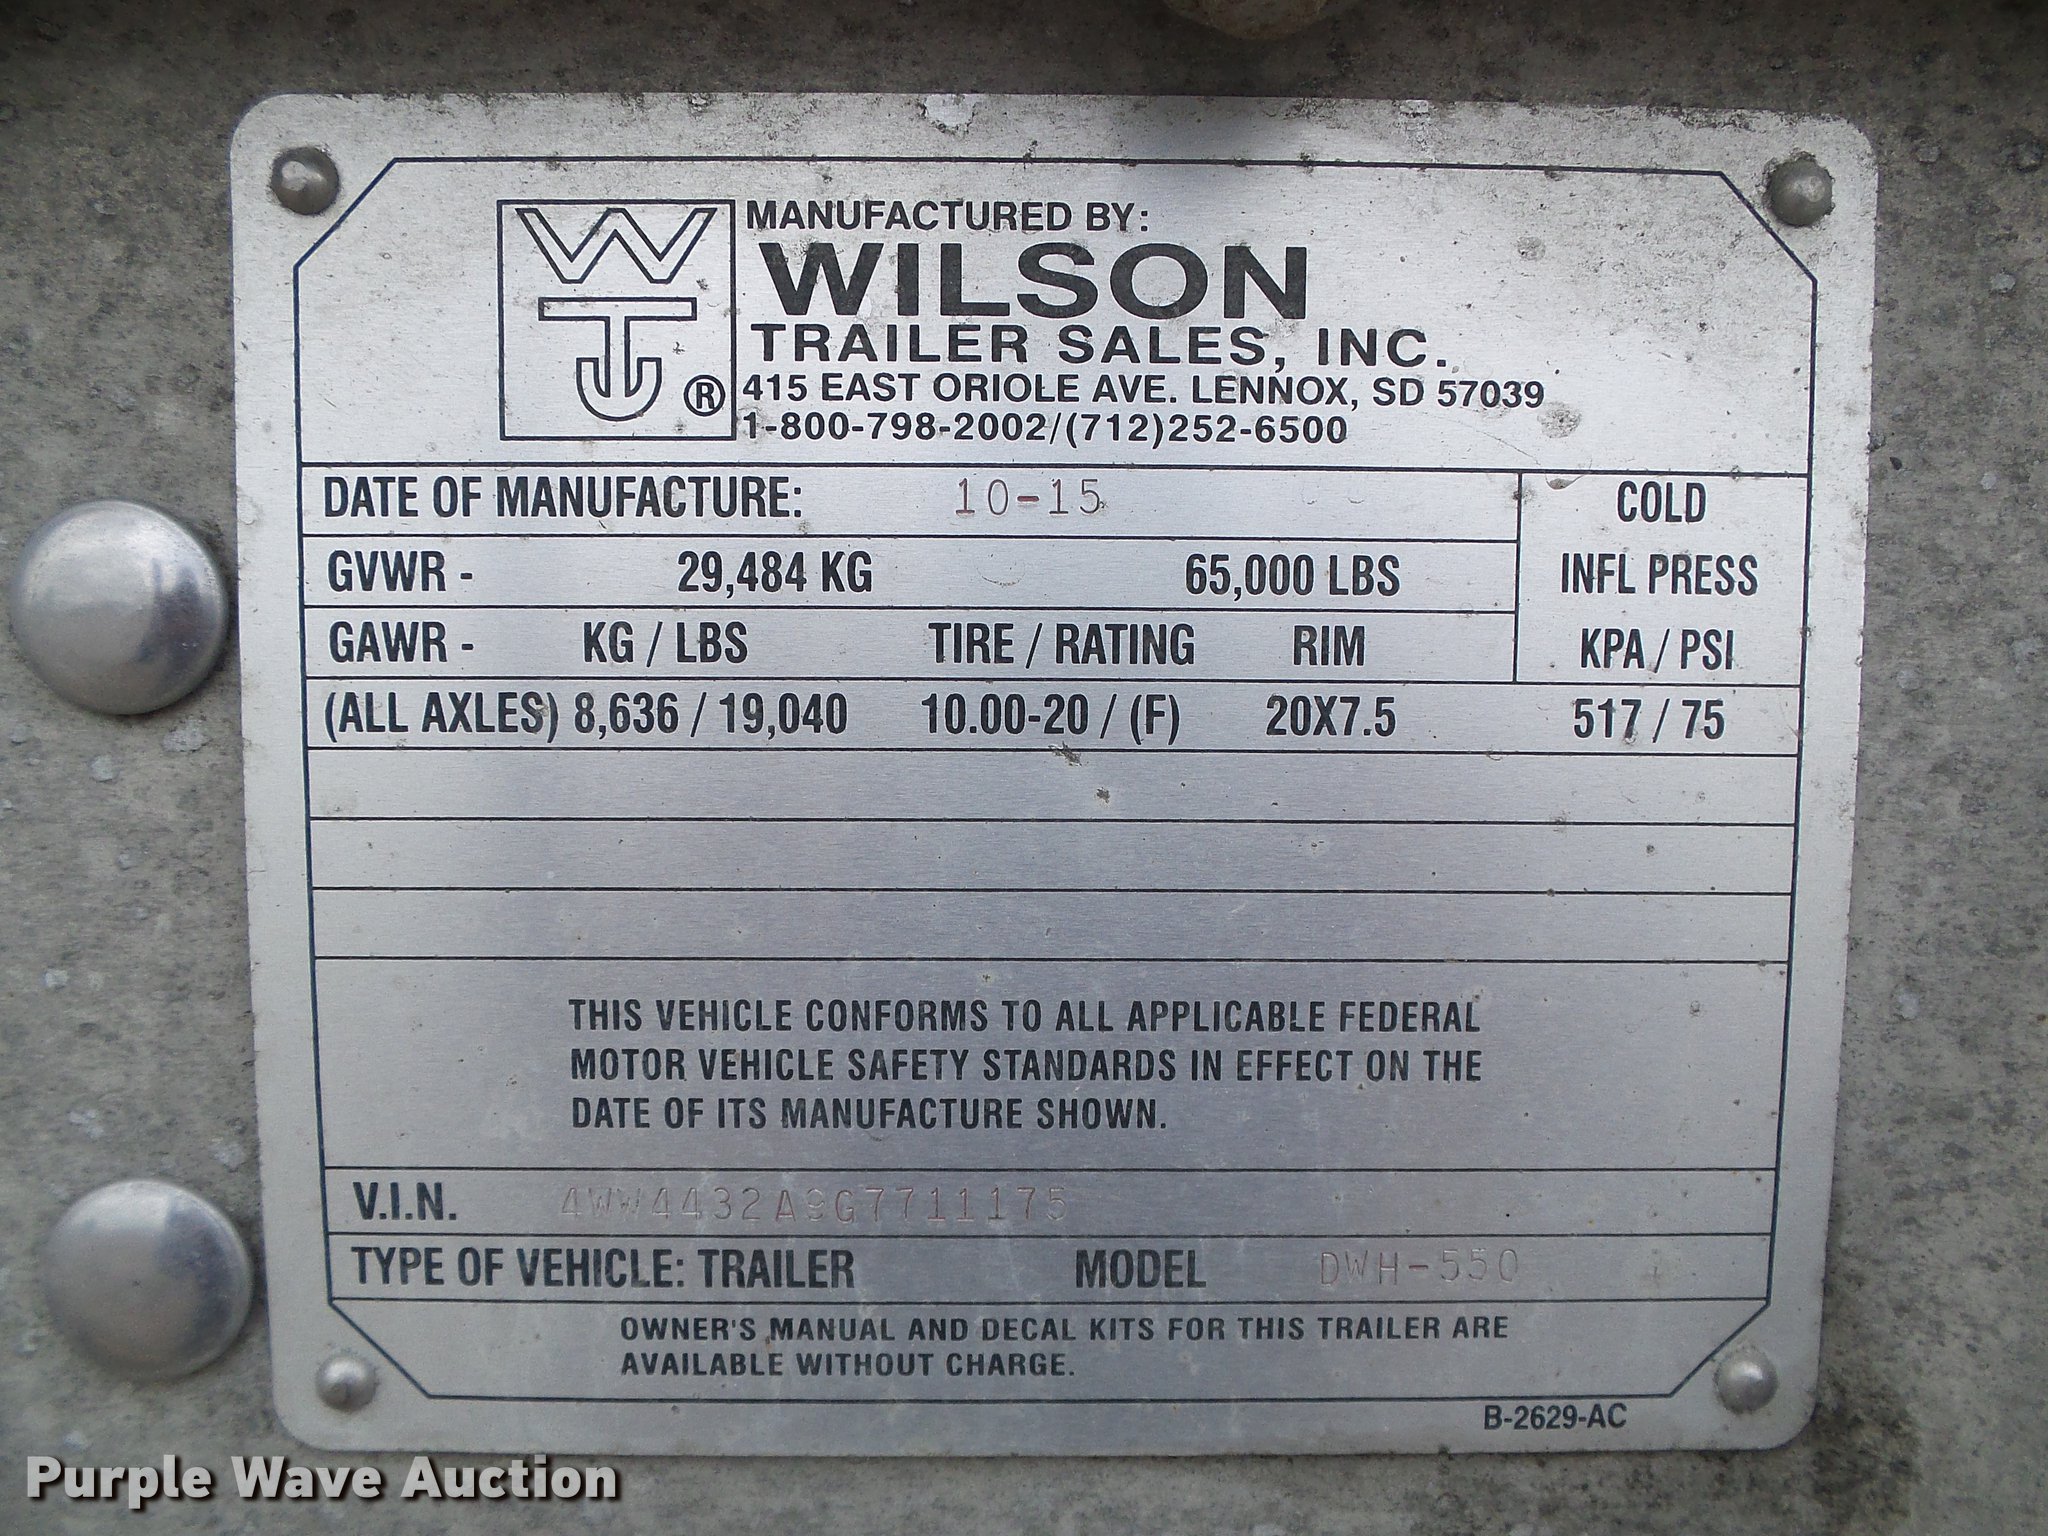 WTJ ®
MANUFACTURED BY:
WILSON
TRAILER SALES, INC.
415 EAST ORIOLE AVE. LENNOX, SD 57039
1-800-798-2002/(712)252-6500
DATE OF MANUFACTURE: 10-15
COLD
GVWR - 29,484 KG 65,000 LBS
INFL PRESS
GAWR - KG / LBS TIRE / RATING RIM
KPA / PSI
(ALL AXLES) 8,636 / 19,040 10.00-20 / (F) 20X7.5 517 / 75
THIS VEHICLE CONFORMS TO ALL APPLICABLE FEDERAL
MOTOR VEHICLE SAFETY STANDARDS IN EFFECT ON THE
DATE OF ITS MANUFACTURE SHOWN.
V.I.N. 4WW4432A9G7711175
TYPE OF VEHICLE: TRAILER MODEL DWH-550
OWNER'S MANUAL AND DECAL KITS FOR THIS TRAILER ARE
AVAILABLE WITHOUT CHARGE.
B-2629-AC
Purple Wave Auction